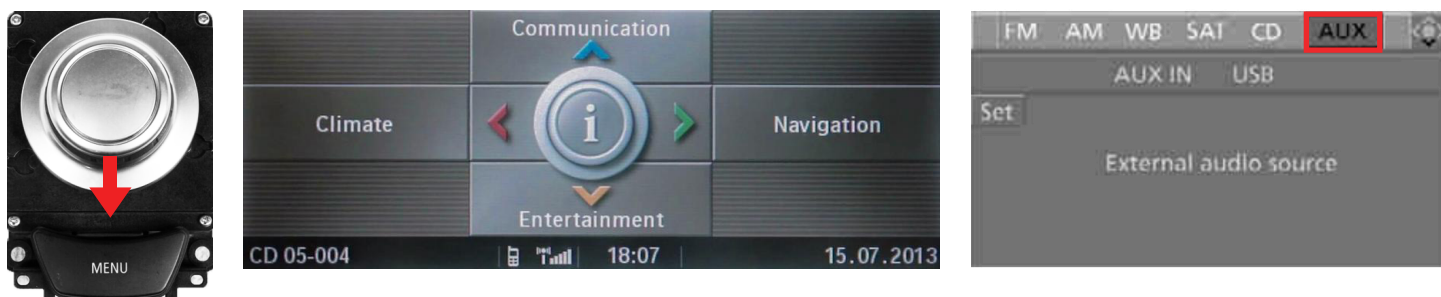 MENU
Communication
Climate
Navigation
i
Entertainment
CD 05-004 18:07 15.07.2013
FM AM WB SAT CD AUX
AUX IN USB
Set
External audio source